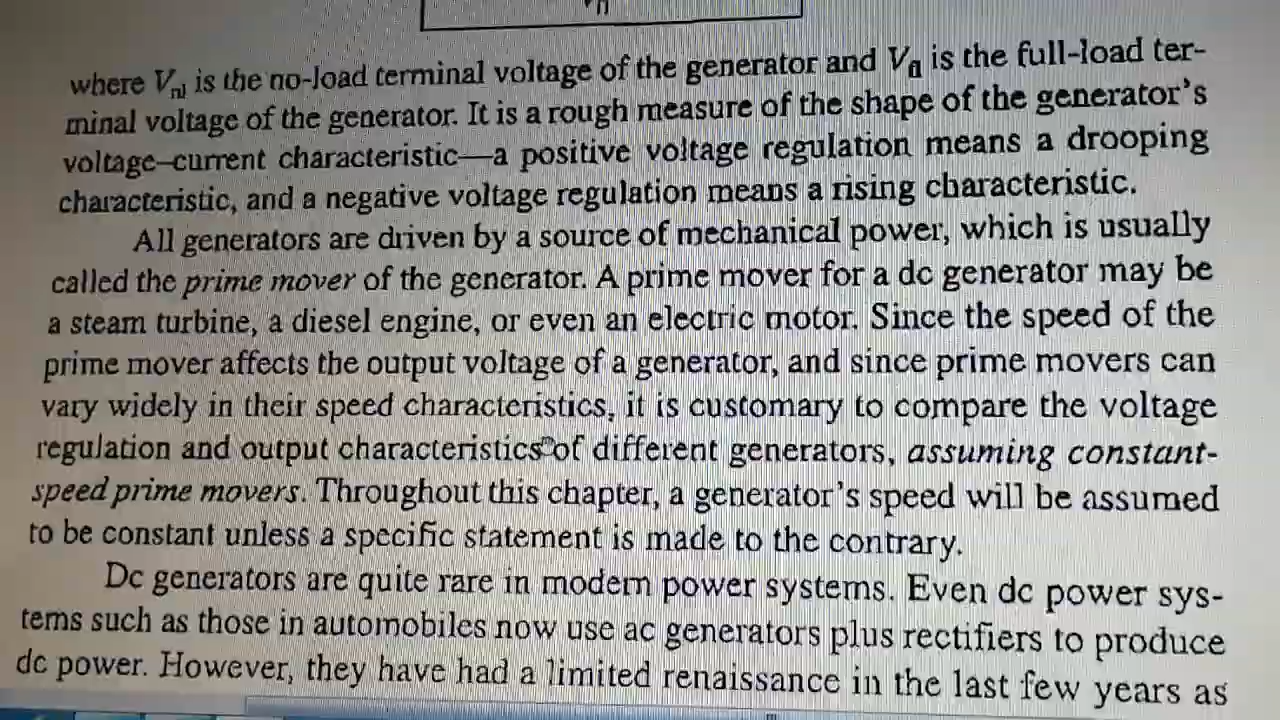 where Vnl is the no-load terminal voltage of the generator and Vfl is the full-load ter-
minal voltage of the generator. It is a rough measure of the shape of the generator's
voltage–current characteristic—a positive voltage regulation means a drooping
characteristic, and a negative voltage regulation means a rising characteristic.
All generators are driven by a source of mechanical power, which is usually
called the prime mover of the generator. A prime mover for a dc generator may be
a steam turbine, a diesel engine, or even an electric motor. Since the speed of the
prime mover affects the output voltage of a generator, and since prime movers can
vary widely in their speed characteristics, it is customary to compare the voltage
regulation and output characteristics of different generators, assuming constant-
speed prime movers. Throughout this chapter, a generator's speed will be assumed
to be constant unless a specific statement is made to the contrary.
Dc generators are quite rare in modern power systems. Even dc power sys-
tems such as those in automobiles now use ac generators plus rectifiers to produce
dc power. However, they have had a limited renaissance in the last few years as